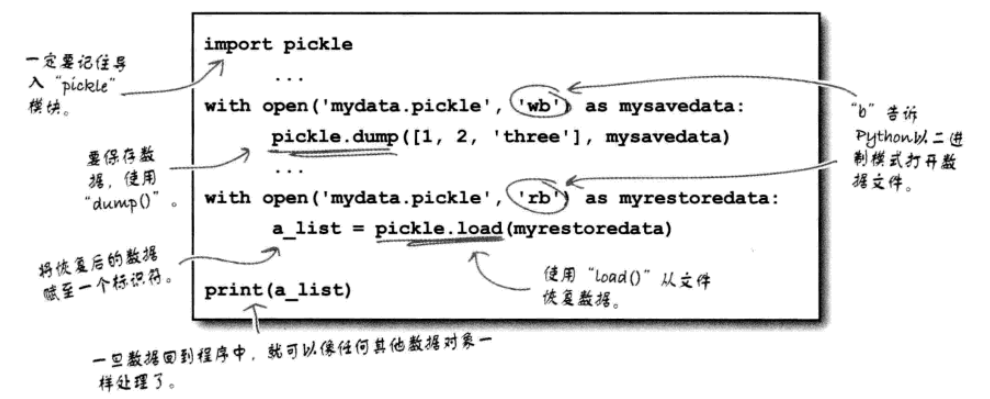 一定要记住导
入“pickle”
模块。
import pickle
...
with open('mydata.pickle', 'wb') as mysavedata:
pickle.dump([1, 2, 'three'], mysavedata)
...
with open('mydata.pickle', 'rb') as myrestoredata:
a_list = pickle.load(myrestoredata)
print(a_list)
“b”告诉
Python以二进
制模式打开数
据文件。
要保存数
据，使用
“dump()”。
将恢复后的数据
赋至一个标识符。
使用“load()”从文件
恢复数据。
一旦数据回到程序中，就可以像任何其他数据对象一
样处理了。